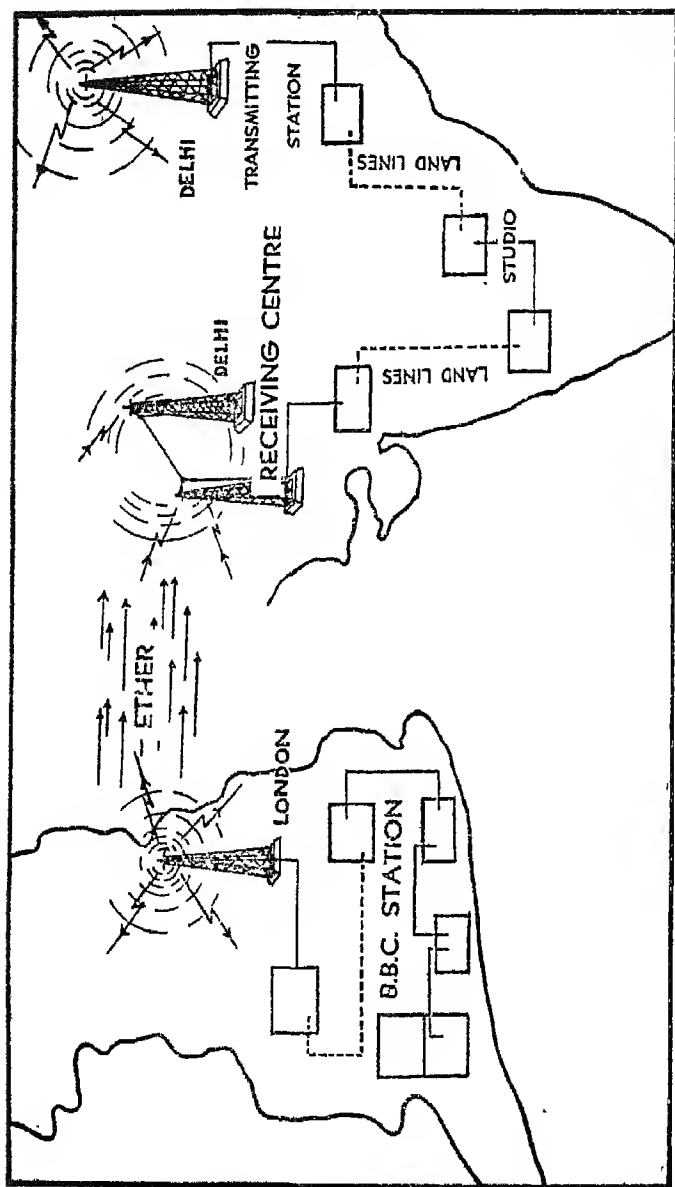 LONDON
B.B.C. STATION
- ETHER -
RECEIVING CENTRE
DELHI
LAND LINES
STUDIO
LAND LINES
DELHI
TRANSMITTING
STATION